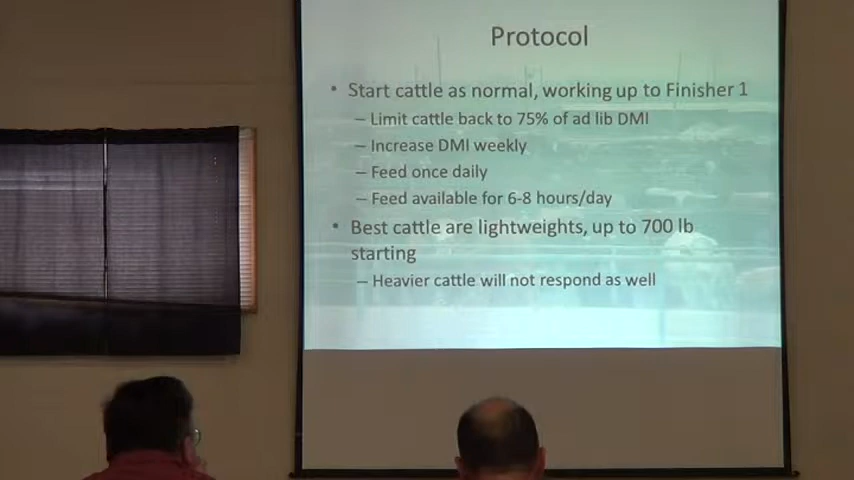 Protocol
• Start cattle as normal, working up to Finisher 1
– Limit cattle back to 75% of ad lib DMI
– Increase DMI weekly
– Feed once daily
– Feed available for 6-8 hours/day
• Best cattle are lightweights, up to 700 lb
starting
– Heavier cattle will not respond as well